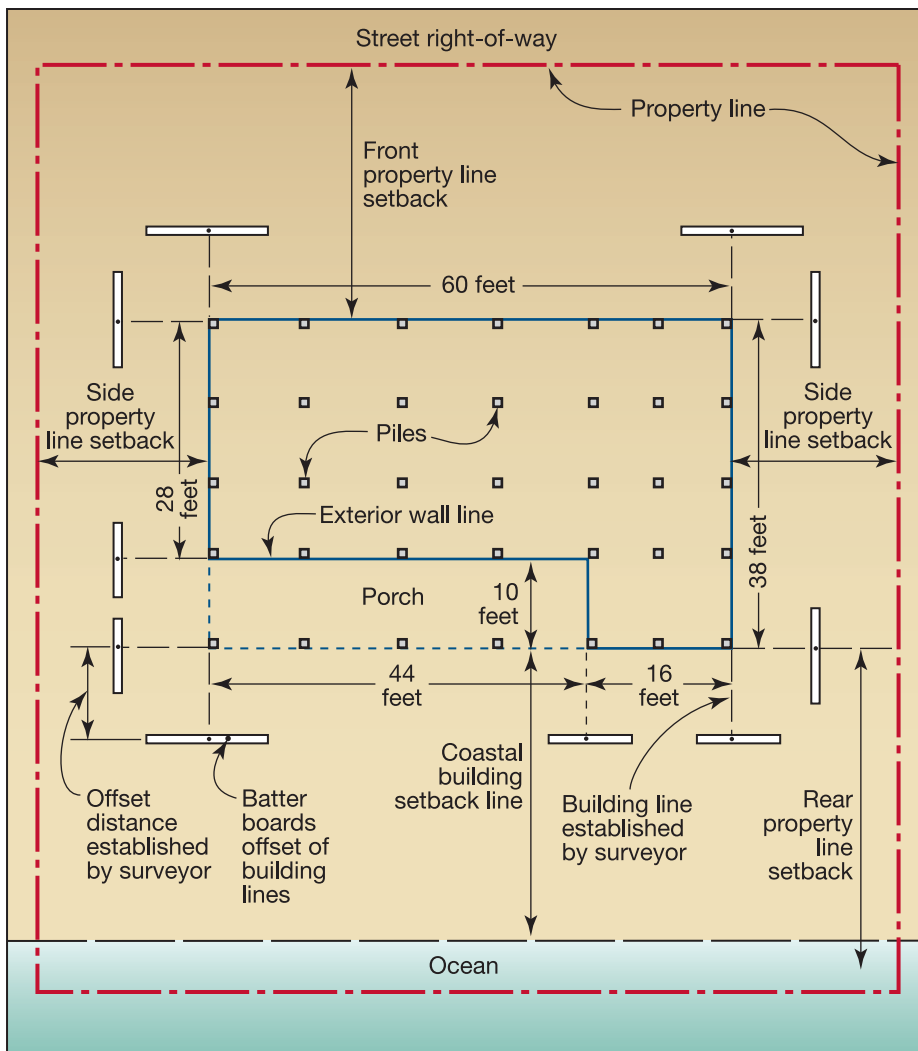 Street right-of-way
Property line
Front
property line
setback
60 feet
Side
property
line setback
Side
property
line setback
Piles
28
feet
Exterior wall line
38 feet
Porch
10
feet
44
feet
16
feet
Coastal
building
setback line
Offset
distance
established
by surveyor
Batter
boards
offset of
building
lines
Building line
established
by surveyor
Rear
property
line
setback
Ocean